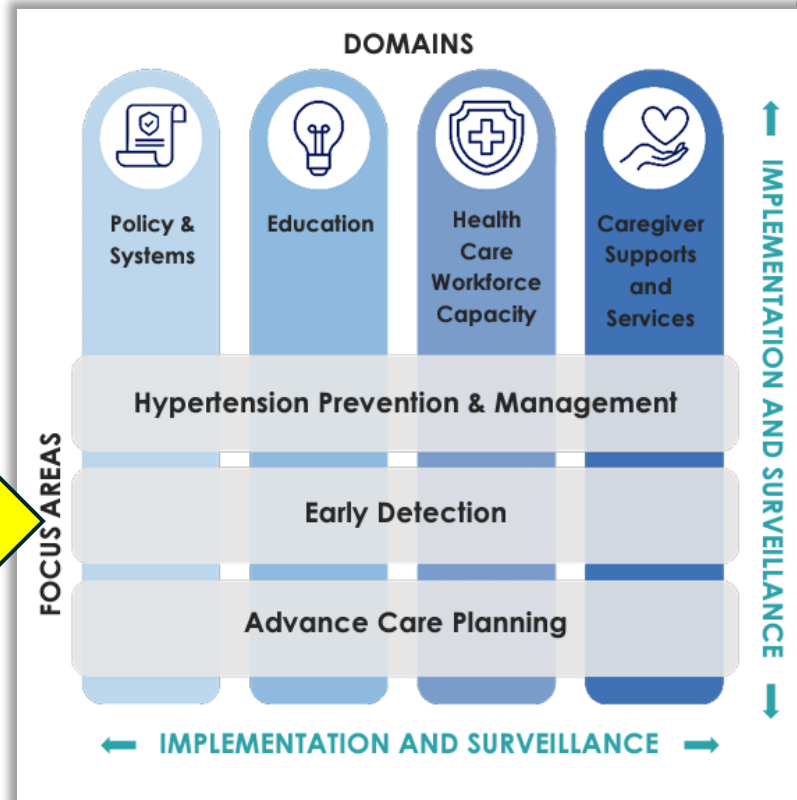 DOMAINS
Policy &
Systems
Education
Health
Care
Workforce
Capacity
Caregiver
Supports
and
Services
Hypertension Prevention & Management
Early Detection
Advance Care Planning
FOCUS AREAS
IMPLEMENTATION AND SURVEILLANCE
IMPLEMENTATION AND SURVEILLANCE